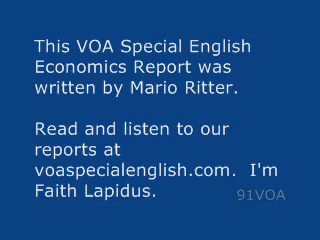 This VOA Special English
Economics Report was
written by Mario Ritter.
Read and listen to our
reports at
voaspecialenglish.com.  I'm
Faith Lapidus.
91VOA